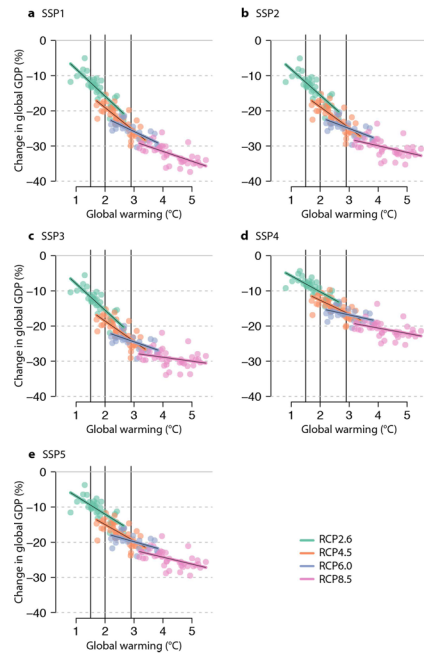 a SSP1
b SSP2
Change in global GDP (%)
0
−10
−20
−30
−40
1 2 3 4 5
Global warming (°C)
0
−10
−20
−30
−40
1 2 3 4 5
Global warming (°C)
c SSP3
d SSP4
Change in global GDP (%)
0
−10
−20
−30
−40
1 2 3 4 5
Global warming (°C)
0
−10
−20
−30
−40
1 2 3 4 5
Global warming (°C)
e SSP5
Change in global GDP (%)
0
−10
−20
−30
−40
1 2 3 4 5
Global warming (°C)
RCP2.6
RCP4.5
RCP6.0
RCP8.5